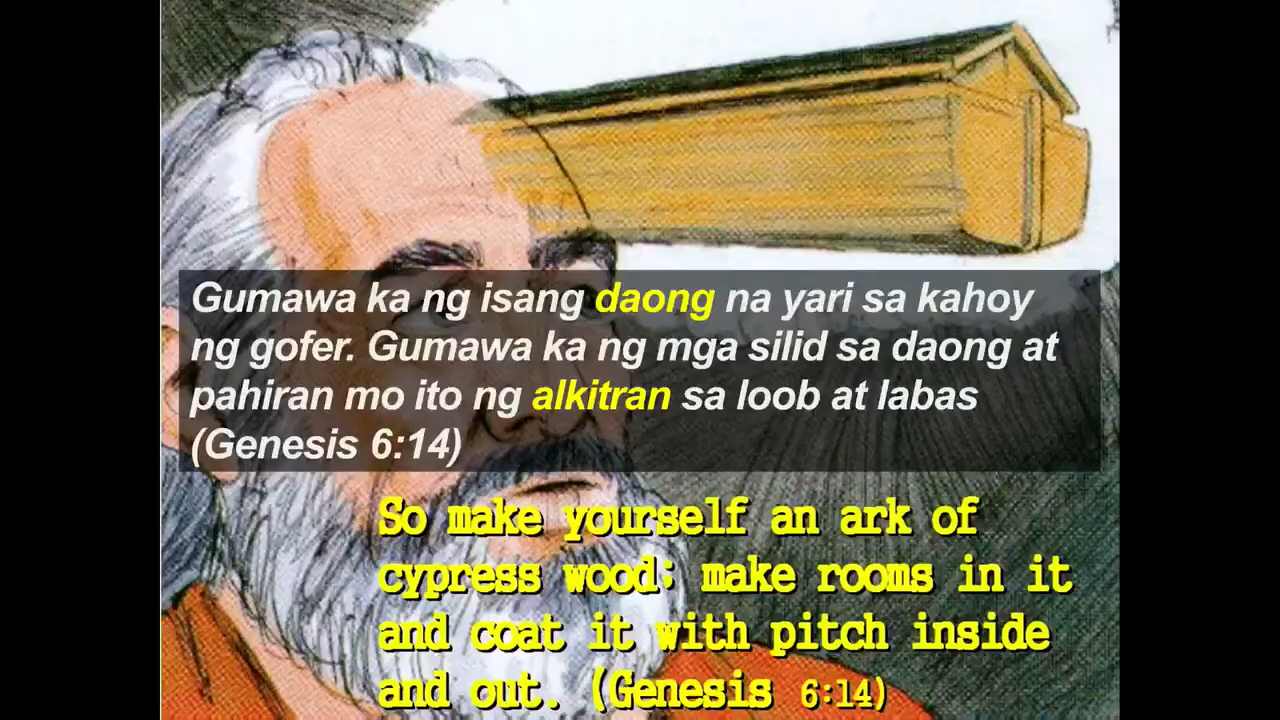 Gumawa ka ng isang daong na yari sa kahoy
ng gofer. Gumawa ka ng mga silid sa daong at
pahiran mo ito ng alkitran sa loob at labas
(Genesis 6:14)
So make yourself an ark of
cypress wood; make rooms in it
and coat it with pitch inside
and out. (Genesis 6:14)